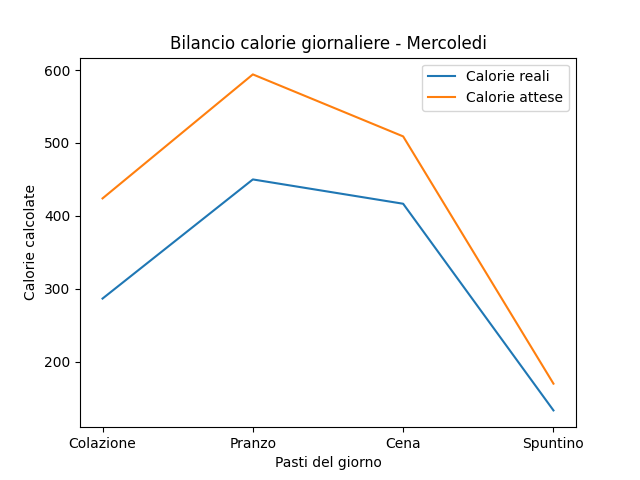 Bilancio calorie giornaliere - Mercoledi
Calorie reali
Calorie attese
600
500
400
300
200
Calorie calcolate
Colazione
Pranzo
Cena
Spuntino
Pasti del giorno